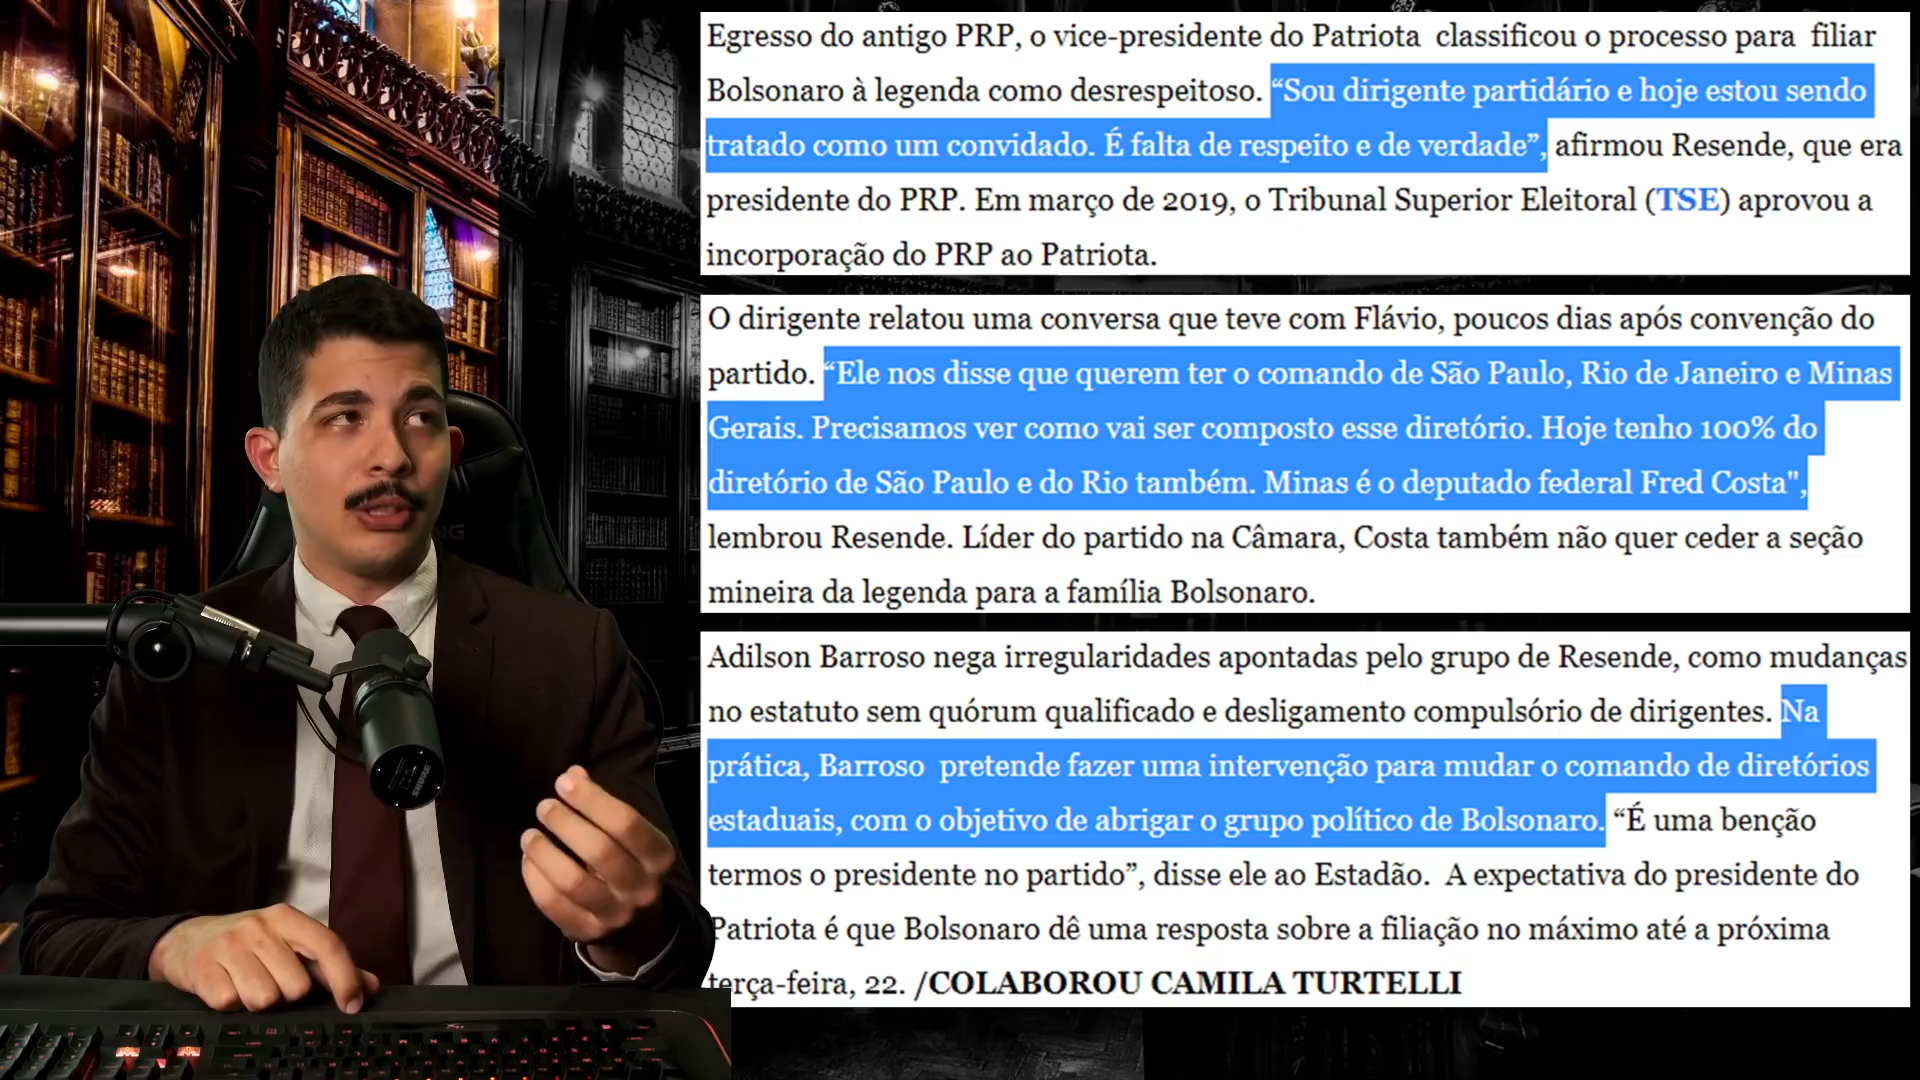 Egresso do antigo PRP, o vice-presidente do Patriota classificou o processo para filiar
Bolsonaro à legenda como desrespeitoso. “Sou dirigente partidário e hoje estou sendo
tratado como um convidado. É falta de respeito e de verdade”, afirmou Resende, que era
presidente do PRP. Em março de 2019, o Tribunal Superior Eleitoral (TSE) aprovou a
incorporação do PRP ao Patriota.
O dirigente relatou uma conversa que teve com Flávio, poucos dias após convenção do
partido. “Ele nos disse que querem ter o comando de São Paulo, Rio de Janeiro e Minas
Gerais. Precisamos ver como vai ser composto esse diretório. Hoje tenho 100% do
diretório de São Paulo e do Rio também. Minas é o deputado federal Fred Costa",
lembrou Resende. Líder do partido na Câmara, Costa também não quer ceder a seção
mineira da legenda para a família Bolsonaro.
Adilson Barroso nega irregularidades apontadas pelo grupo de Resende, como mudanças
no estatuto sem quórum qualificado e desligamento compulsório de dirigentes. Na
prática, Barroso pretende fazer uma intervenção para mudar o comando de diretórios
estaduais, com o objetivo de abrigar o grupo político de Bolsonaro. “É uma benção
termos o presidente no partido”, disse ele ao Estadão. A expectativa do presidente do
Patriota é que Bolsonaro dê uma resposta sobre a filiação no máximo até a próxima
terça-feira, 22. /COLABOROU CAMILA TURTELLI
SHURE